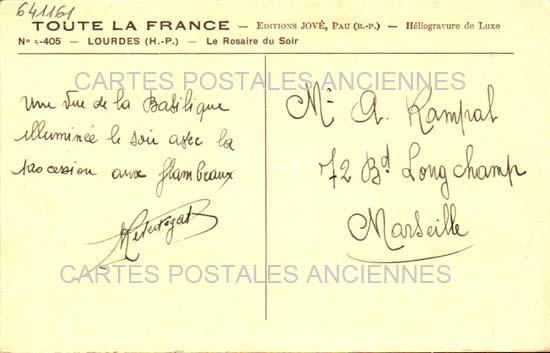 641161
TOUTE LA FRANCE — EDITIONS JOVÉ, PAU (B.-P.) — Héliogravure de Luxe
Nº 5-405 — LOURDES (H.-P.) — Le Rosaire du Soir
CARTES POSTALES ANCIENNES
Une vue de la Basilique
illuminée le soir avec la
procession aux flambeaux
Mr A. Rampal
72 Bd Longchamp
Marseille
CARTES POSTALES ANCIENNES